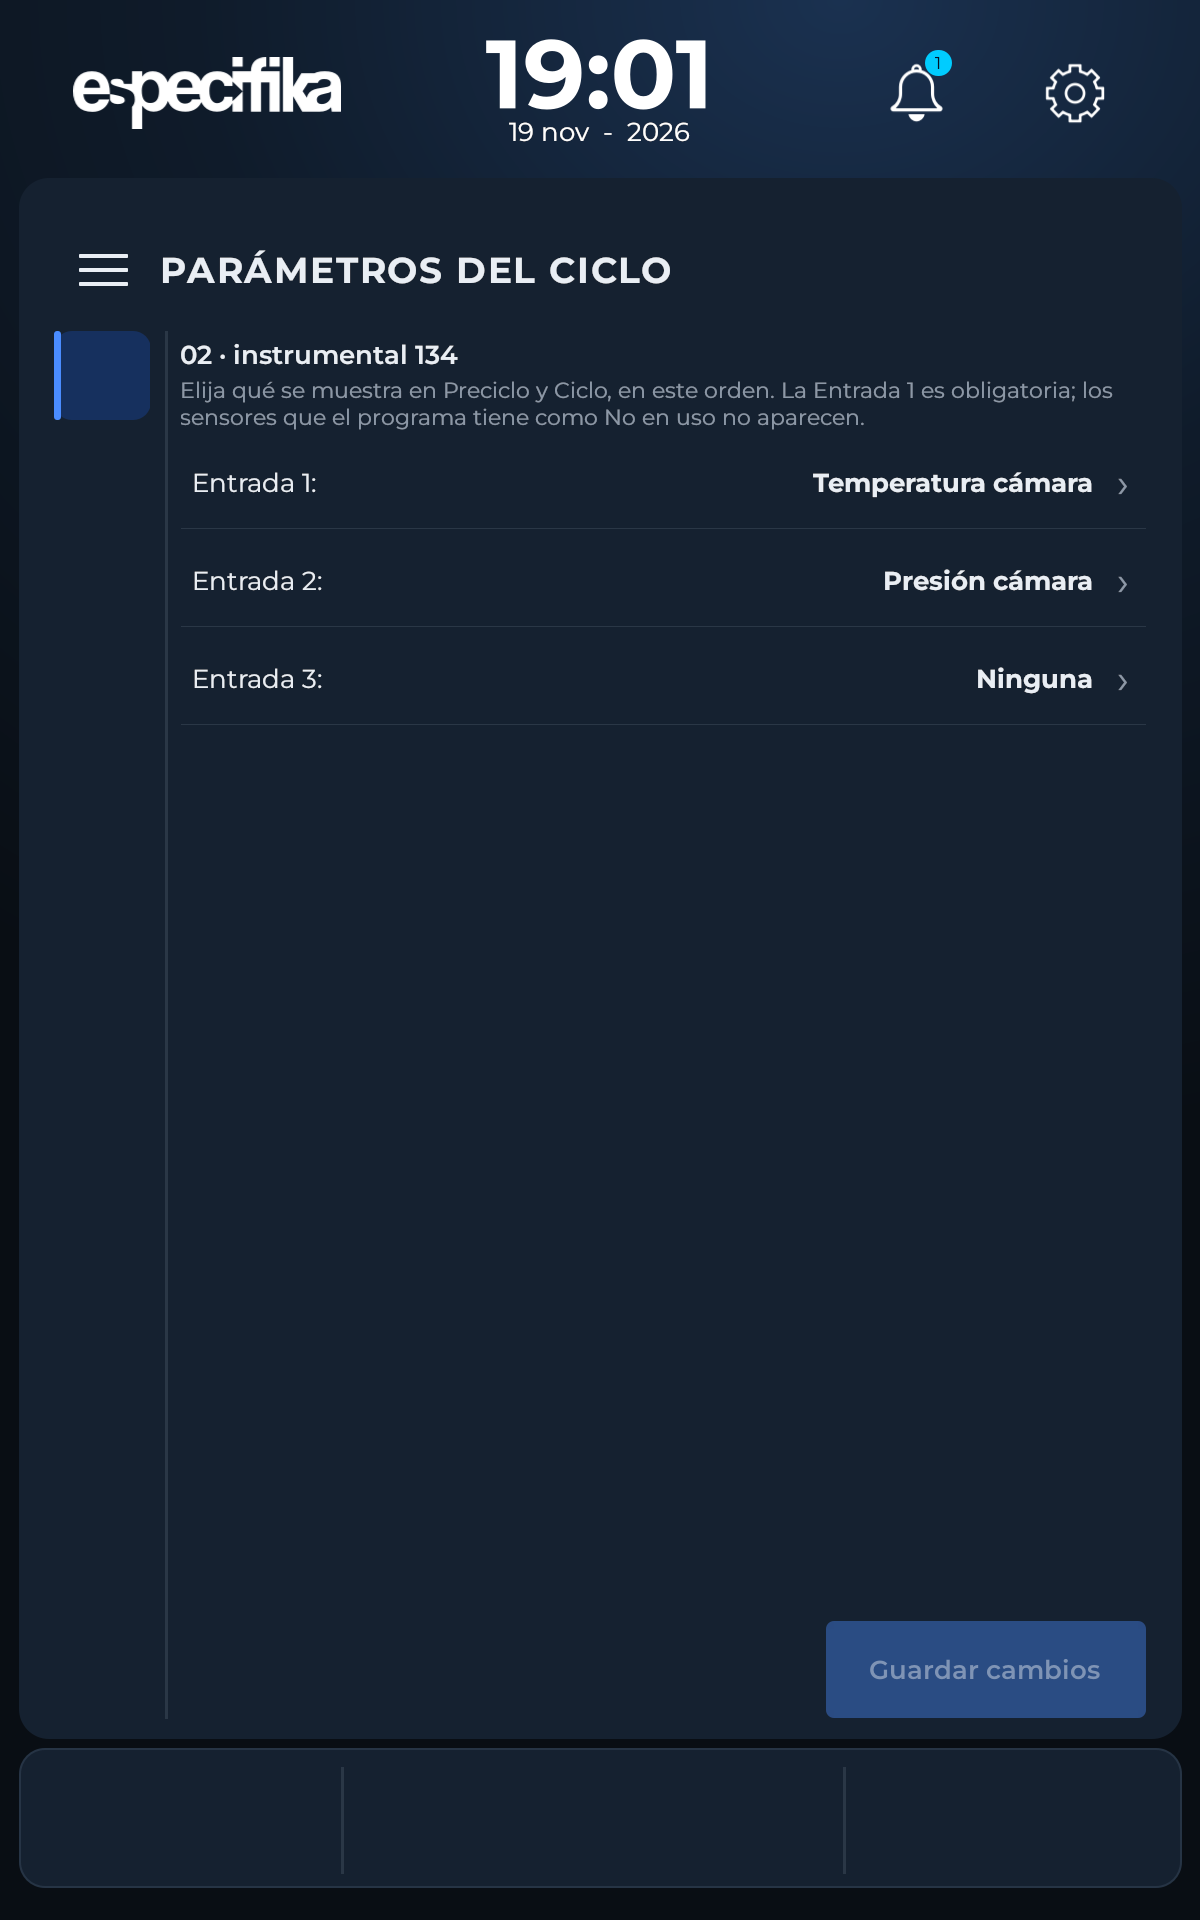 especifika
19:01
1
19 nov - 2026
PARÁMETROS DEL CICLO
02 · instrumental 134
Elija qué se muestra en Preciclo y Ciclo, en este orden. La Entrada 1 es obligatoria; los
sensores que el programa tiene como No en uso no aparecen.
Entrada 1: Temperatura cámara ›
Entrada 2: Presión cámara ›
Entrada 3: Ninguna ›
Guardar cambios